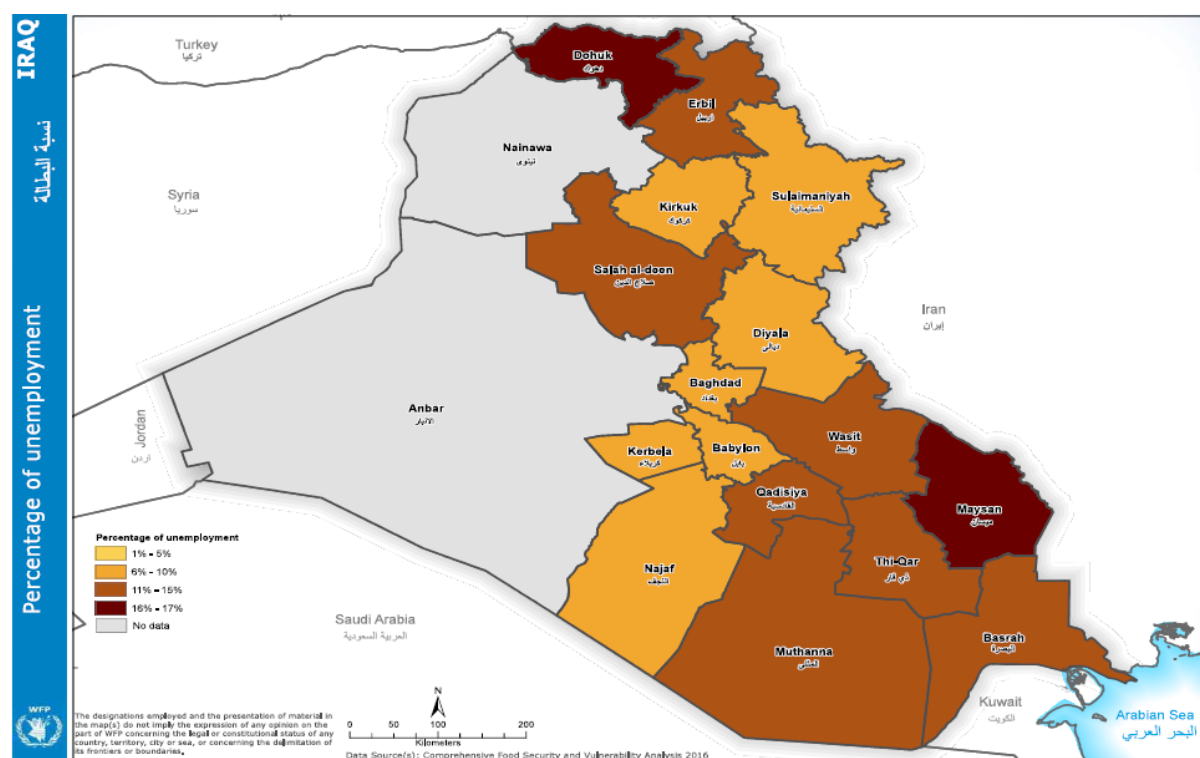 IRAQ
نسبة البطالة
Percentage of unemployment
WFP
Turkey
تركيا
Syria
سوريا
Jordan
اردن
Iran
إيران
Saudi Arabia
العربية السعودية
Kuwait
الكويت
Arabian Sea
البحر العربي
Dohuk
دهوك
Erbil
اربيل
Nainawa
نينوى
Kirkuk
كركوك
Sulaimaniyah
السليمانية
Salah al-deen
صلاح الدين
Diyala
ديالى
Baghdad
بغداد
Anbar
الانبار
Kerbela
كربلاء
Babylon
بابل
Wasit
واسط
Qadisiya
القادسية
Maysan
ميسان
Najaf
النجف
Thi-Qar
ذي قار
Muthanna
المثنى
Basrah
البصرة
Percentage of unemployment
1% - 5%
6% - 10%
11% - 15%
16% - 17%
No data
The designations employed and the presentation of material in
the map(s) do not imply the expression of any opinion on the
part of WFP concerning the legal or constitutional status of any
country, territory, city or sea, or concerning the delimitation of
its frontiers or boundaries.
N
0 50 100 200
Kilometers
Data Source(s): Comprehensive Food Security and Vulnerability Analysis 2016